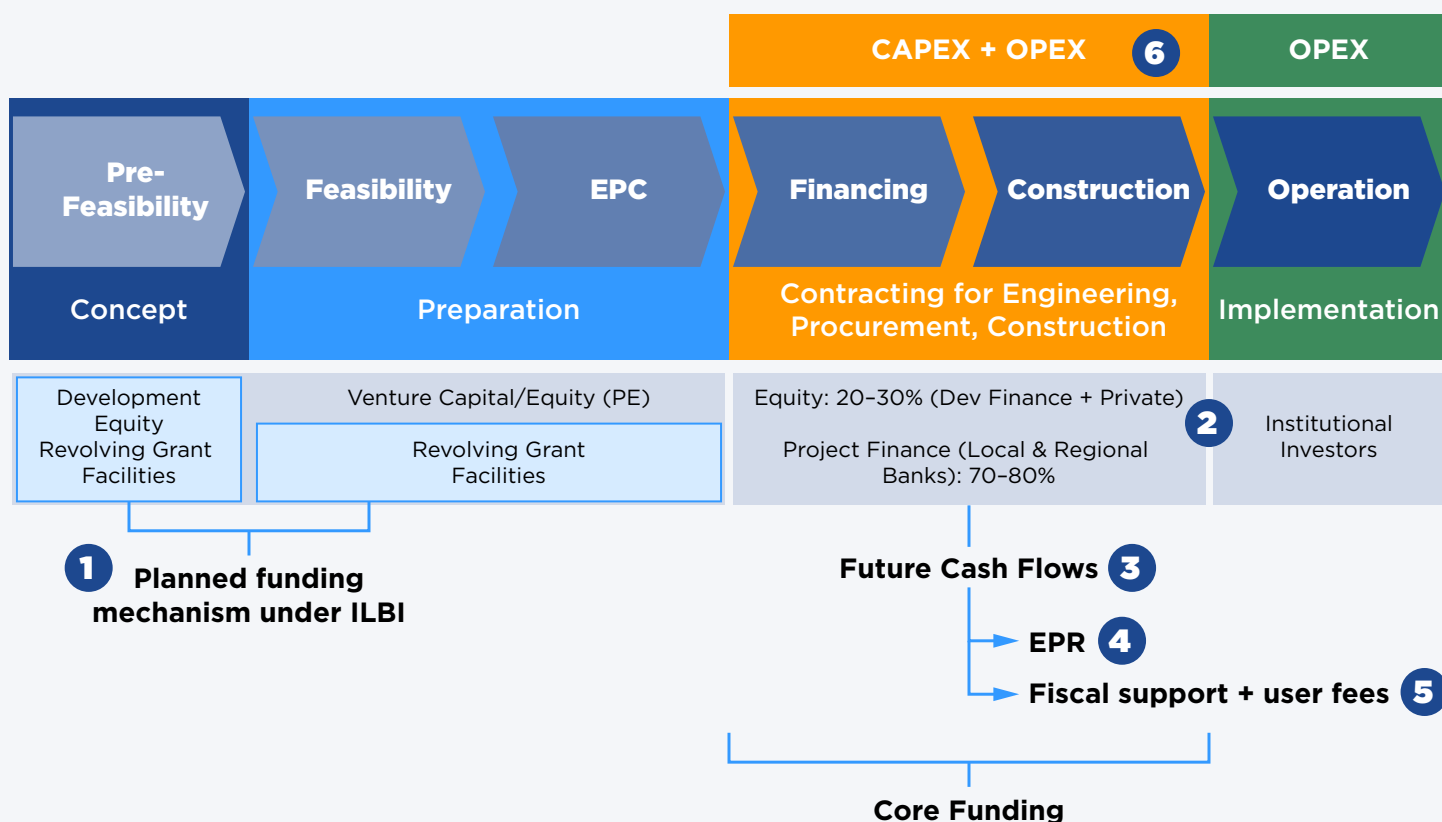 CAPEX + OPEX 6
OPEX
Pre-
Feasibility
Feasibility
EPC
Financing
Construction
Operation
Concept
Preparation
Contracting for Engineering,
Procurement, Construction
Implementation
Development
Equity
Revolving Grant
Facilities
Venture Capital/Equity (PE)
Revolving Grant
Facilities
Equity: 20–30% (Dev Finance + Private)
Project Finance (Local & Regional
Banks): 70–80%
2
Institutional
Investors
1 Planned funding
mechanism under ILBI
Future Cash Flows 3
EPR 4
Fiscal support + user fees 5
Core Funding